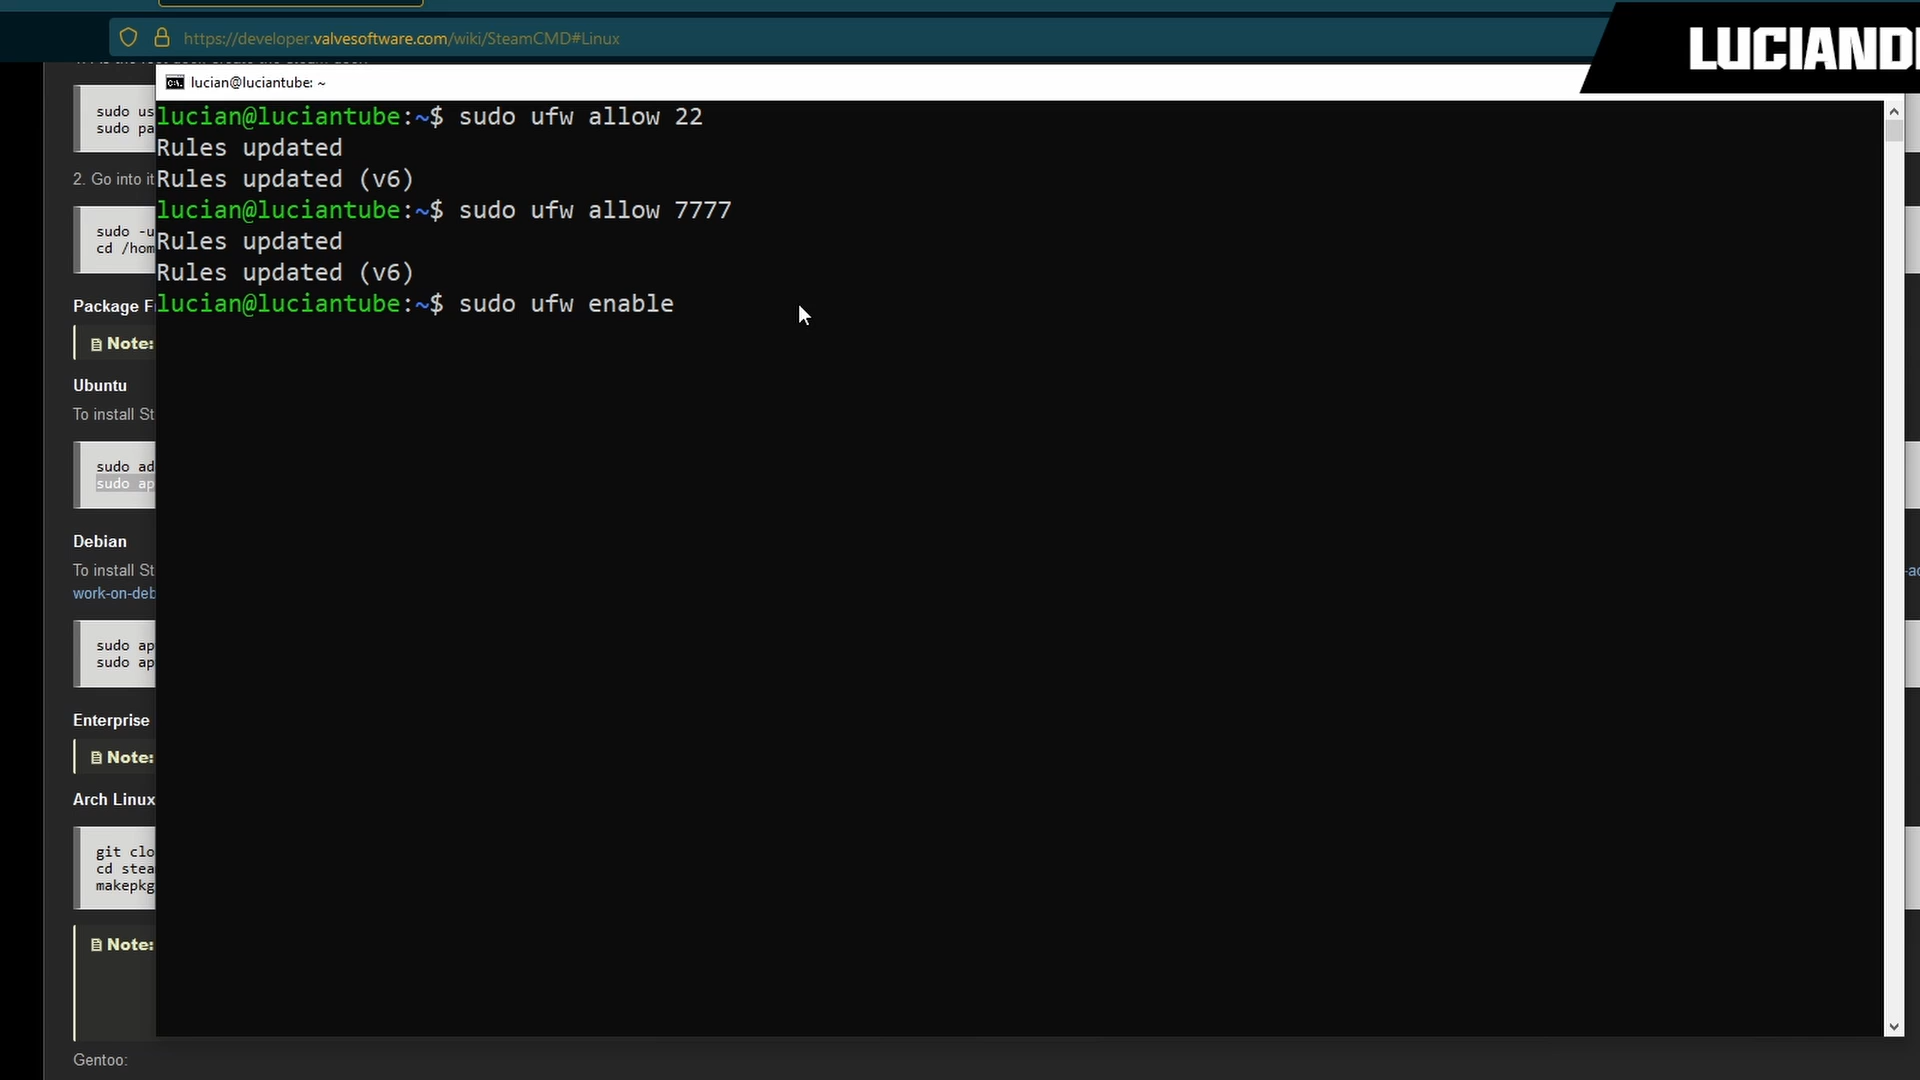 https://developer.valvesoftware.com/wiki/SteamCMD#Linux
LUCIAND
lucian@luciantube: ~
sudo us
sudo pa
2. Go into it
sudo -u
cd /hom
Package F
Note:
Ubuntu
To install St
sudo ad
sudo ap
Debian
To install St
work-on-deb
sudo ap
sudo ap
Enterprise
Note:
Arch Linux
git clo
cd stea
makepkg
Note:
Gentoo:
lucian@luciantube:~$ sudo ufw allow 22
Rules updated
Rules updated (v6)
lucian@luciantube:~$ sudo ufw allow 7777
Rules updated
Rules updated (v6)
lucian@luciantube:~$ sudo ufw enable